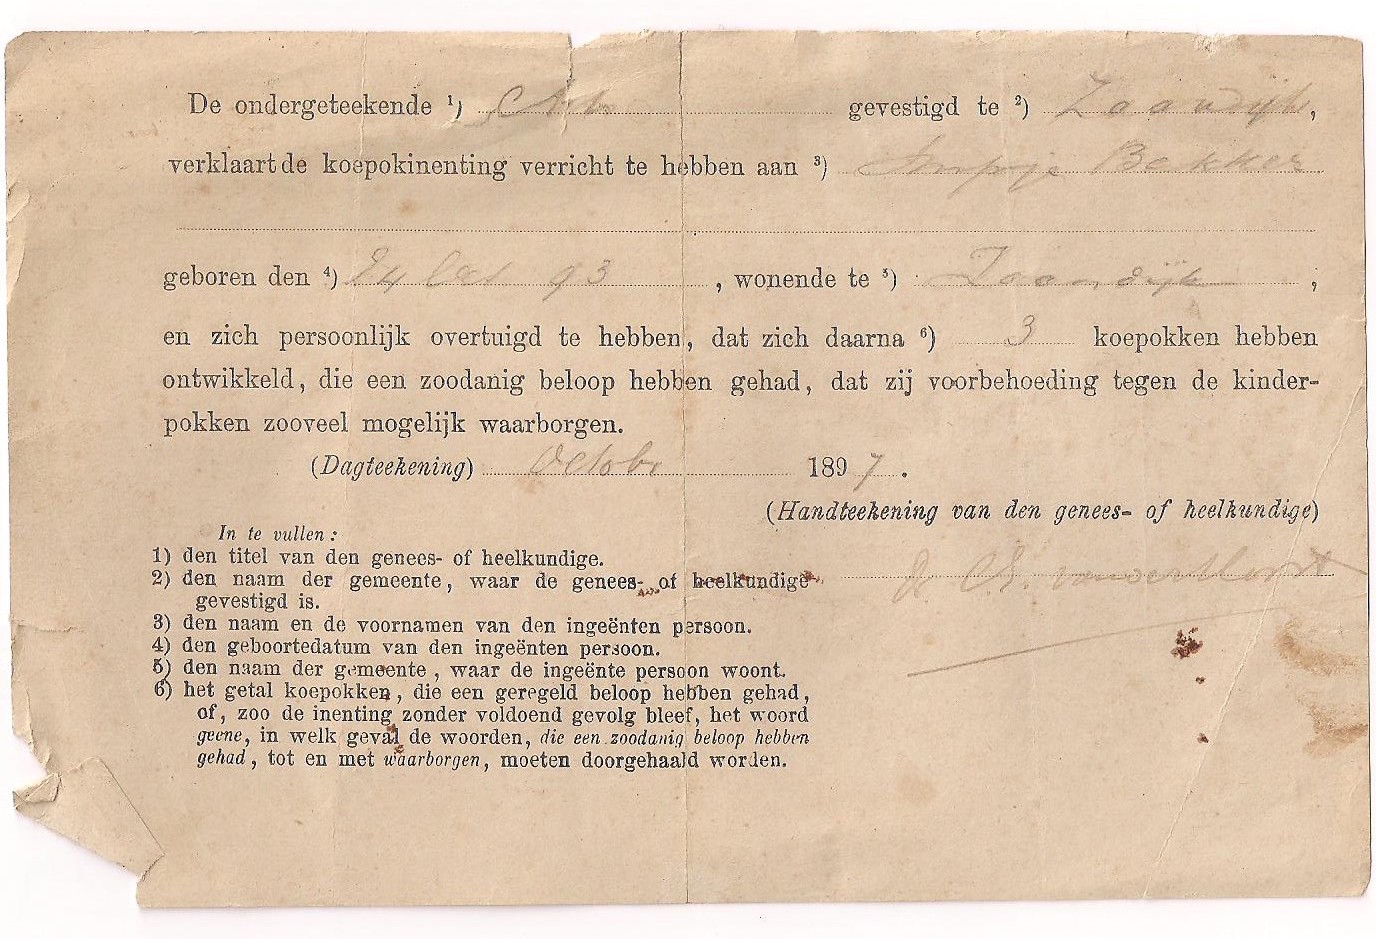 De ondergeteekende ¹) Arts gevestigd te ²) Zaandijk,
verklaart de koepokinenting verricht te hebben aan ³) Bakker
geboren den ⁴) 24 Oct 93, wonende te ⁵) Zaandijk;
en zich persoonlijk overtuigd te hebben, dat zich daarna ⁶) 3 koepokken hebben
ontwikkeld, die een zoodanig beloop hebben gehad, dat zij voorbehoeding tegen de kinder-
pokken zooveel mogelijk waarborgen.
(Dagteekening) Octobr 1897.
(Handteekening van den genees- of heelkundige)
In te vullen:
1) den titel van den genees- of heelkundige.
2) den naam der gemeente, waar de genees- of heelkundige
gevestigd is.
3) den naam en de voornamen van den ingeënten persoon.
4) den geboortedatum van den ingeënten persoon.
5) den naam der gemeente, waar de ingeënte persoon woont.
6) het getal koepokken, die een geregeld beloop hebben gehad,
of, zoo de inenting zonder voldoend gevolg bleef, het woord
geene, in welk geval de woorden, die een zoodanig beloop hebben
gehad, tot en met waarborgen, moeten doorgehaald worden.